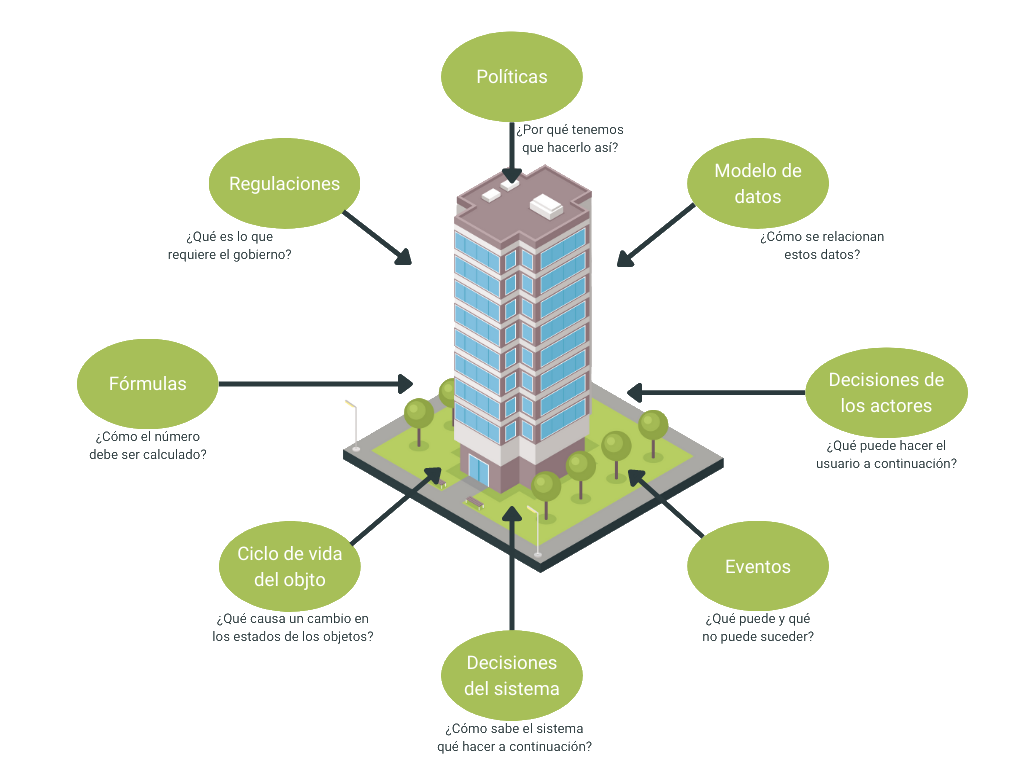 Políticas
¿Por qué tenemos
que hacerlo así?
Regulaciones
¿Qué es lo que
requiere el gobierno?
Modelo de
datos
¿Cómo se relacionan
estos datos?
Fórmulas
¿Cómo el número
debe ser calculado?
Decisiones de
los actores
¿Qué puede hacer el
usuario a continuación?
Ciclo de vida
del objto
¿Qué causa un cambio en
los estados de los objetos?
Eventos
¿Qué puede y qué
no puede suceder?
Decisiones
del sistema
¿Cómo sabe el sistema
qué hacer a continuación?